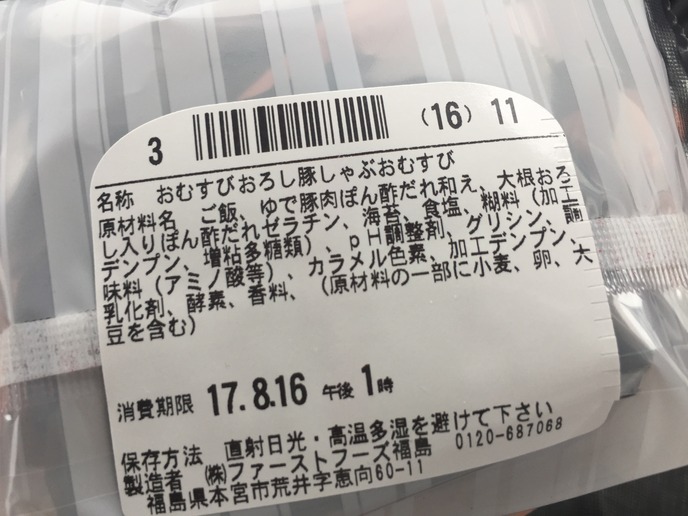 3 (16) 11
名称 おむすびおろし豚しゃぶおむすび
原材料名 ご飯、ゆで豚肉ぽん酢だれ和え、大根おろ
し入りぽん酢だれゼラチン、海苔、食塩、糊料(加工
デンプン、増粘多糖類)、pH調整剤、グリシン、調
味料(アミノ酸等)、カラメル色素、加工デンプン、
乳化剤、酵素、香料、(原材料の一部に小麦、卵、大
豆を含む)
消費期限 17.8.16 午後 1時
保存方法 直射日光・高温多湿を避けて下さい
製造者 ㈱ファーストフーズ福島 0120-687068
福島県本宮市荒井字恵向60-11